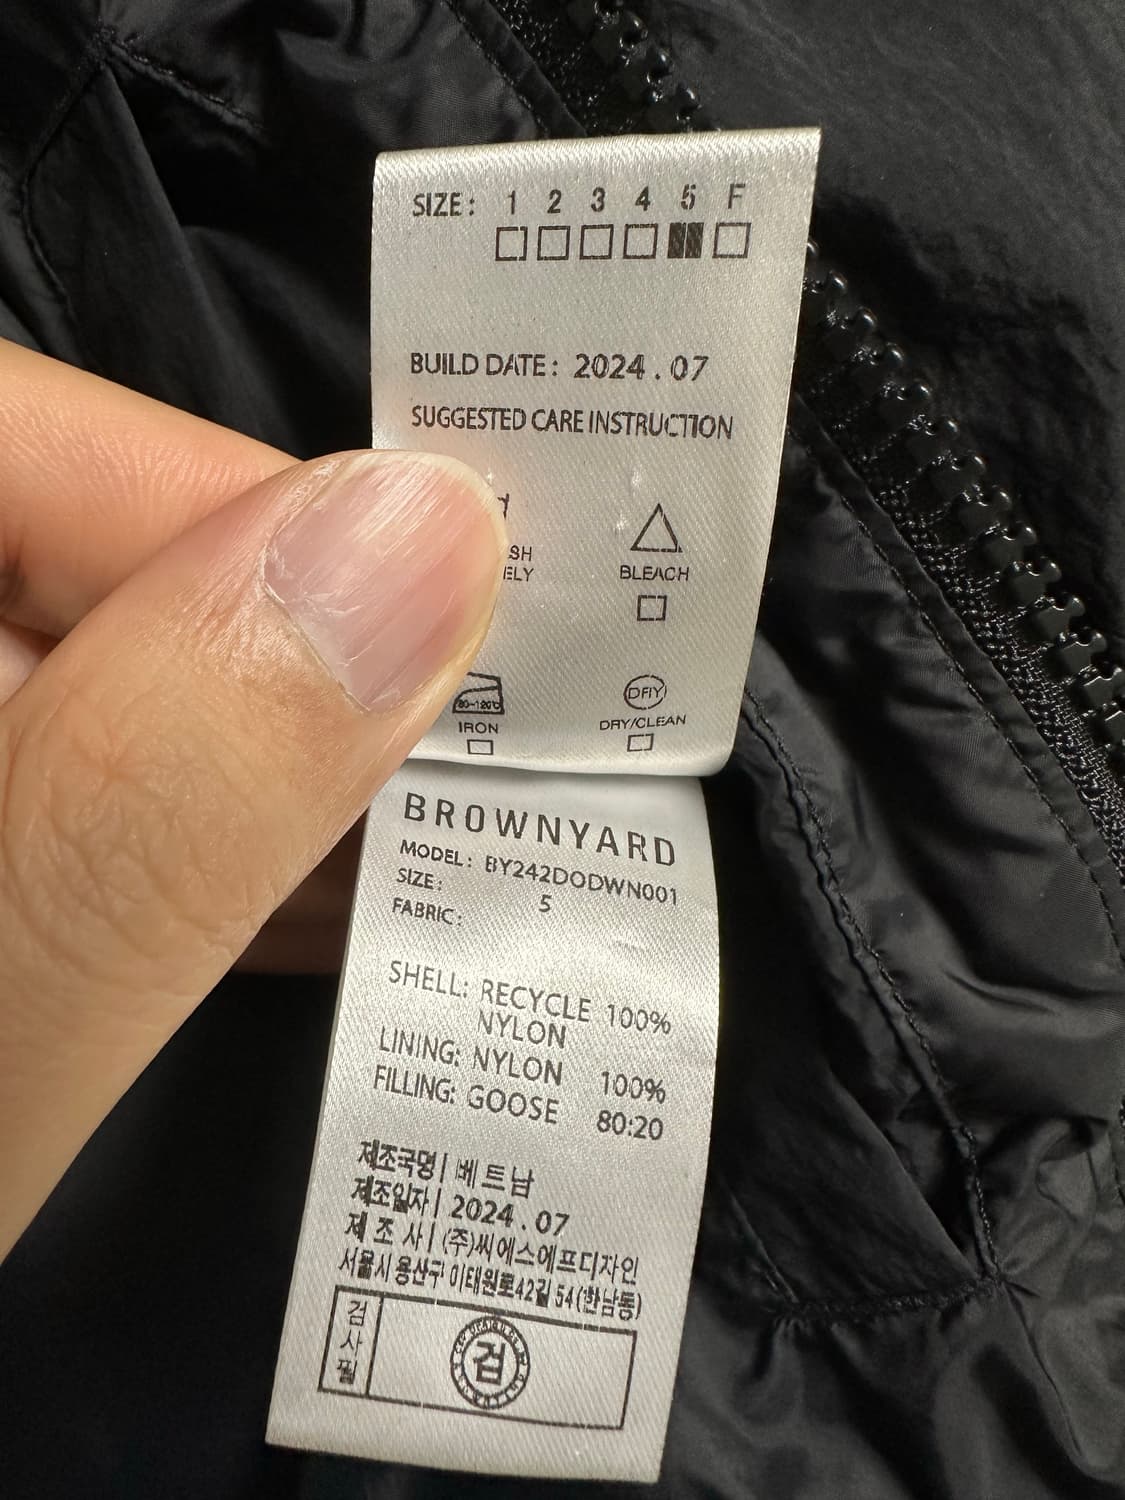 SIZE: 1 2 3 4 5 F
BUILD DATE: 2024.07
SUGGESTED CARE INSTRUCTION
BLEACH
80~120℃
DRY
IRON
DRY/CLEAN
BROWNYARD
MODEL: BY242DODWN001
SIZE: 5
FABRIC:
SHELL: RECYCLE 100%
NYLON
LINING: NYLON 100%
FILLING: GOOSE 80:20
제조국명| 베트남
제조일자| 2024.07
제 조 사| (주)씨에스에프디자인
서울시 용산구 이태원로42길 54(한남동)
검사필
검